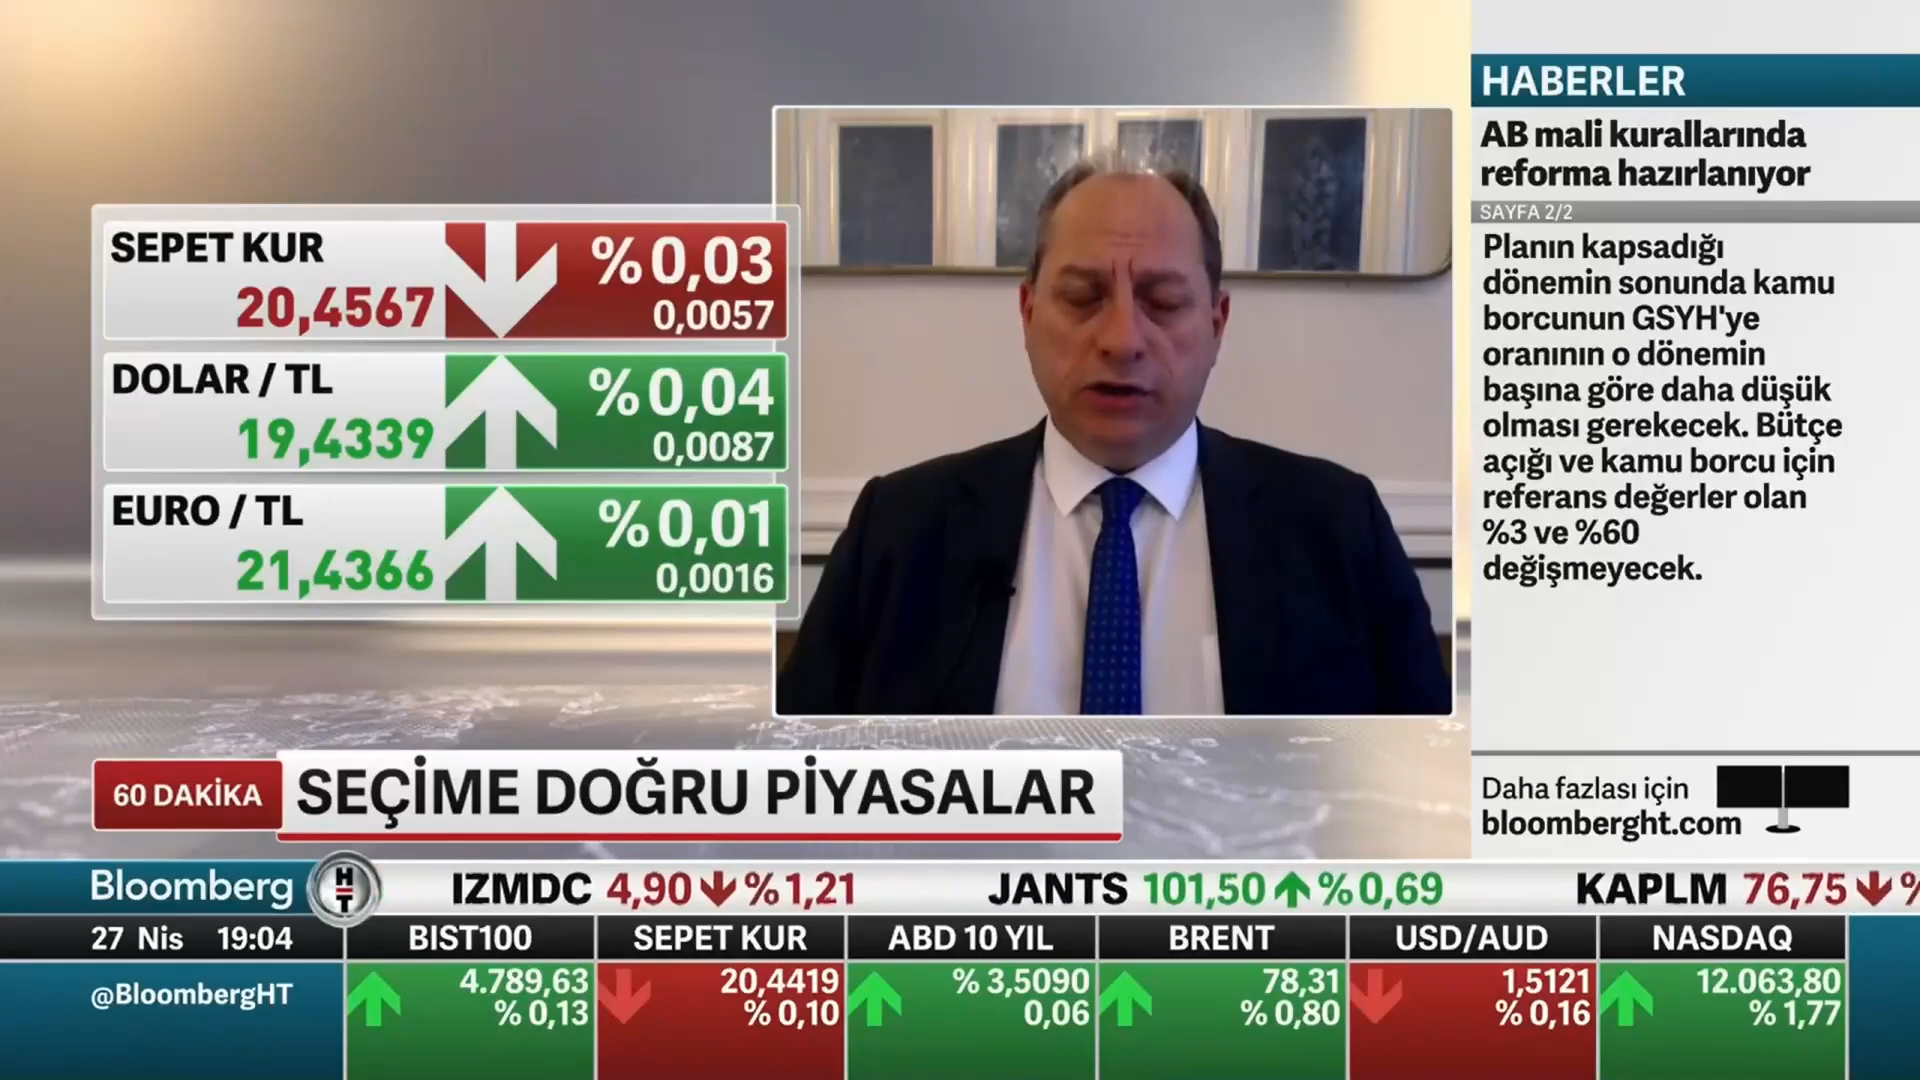 SEPET KUR
20,4567
%0,03
0,0057
DOLAR / TL
19,4339
%0,04
0,0087
EURO / TL
21,4366
%0,01
0,0016
HABERLER
AB mali kurallarında
reforma hazırlanıyor
SAYFA 2/2
Planın kapsadığı
dönemin sonunda kamu
borcunun GSYH'ye
oranının o dönemin
başına göre daha düşük
olması gerekecek. Bütçe
açığı ve kamu borcu için
referans değerler olan
%3 ve %60
değişmeyecek.
Daha fazlası için
bloomberght.com
60 DAKİKA
SEÇİME DOĞRU PİYASALAR
Bloomberg HT
IZMDC 4,90 %1,21
JANTS 101,50 %0,69
KAPLM 76,75 %
27 Nis 19:04
@BloombergHT
BIST100
4.789,63
% 0,13
SEPET KUR
20,4419
% 0,10
ABD 10 YIL
% 3,5090
0,06
BRENT
78,31
% 0,80
USD/AUD
1,5121
% 0,16
NASDAQ
12.063,80
% 1,77